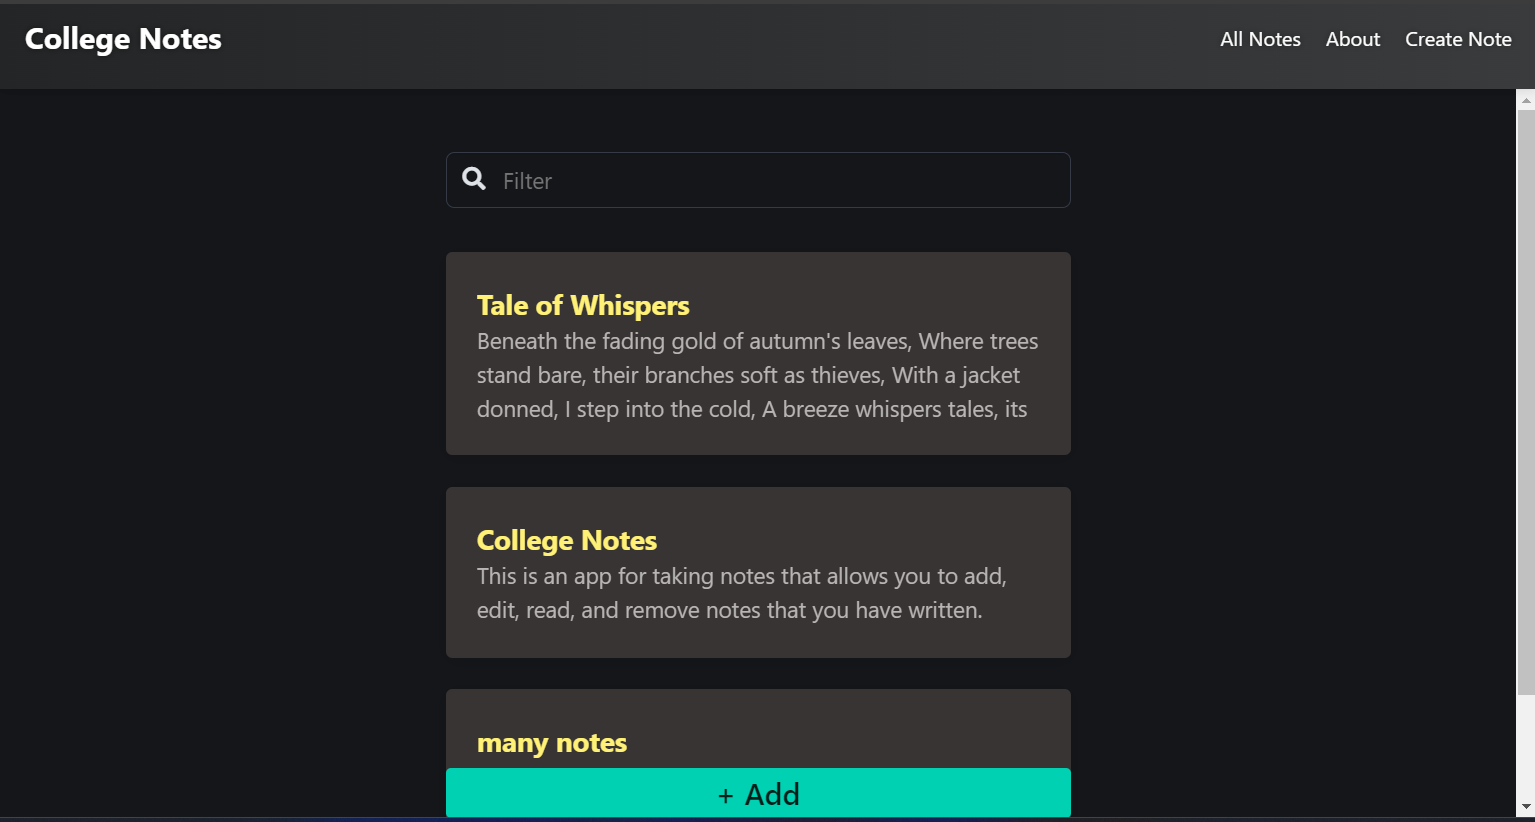 College Notes
All Notes About Create Note
Filter
Tale of Whispers
Beneath the fading gold of autumn's leaves, Where trees
stand bare, their branches soft as thieves, With a jacket
donned, I step into the cold, A breeze whispers tales, its
College Notes
This is an app for taking notes that allows you to add,
edit, read, and remove notes that you have written.
many notes
+ Add